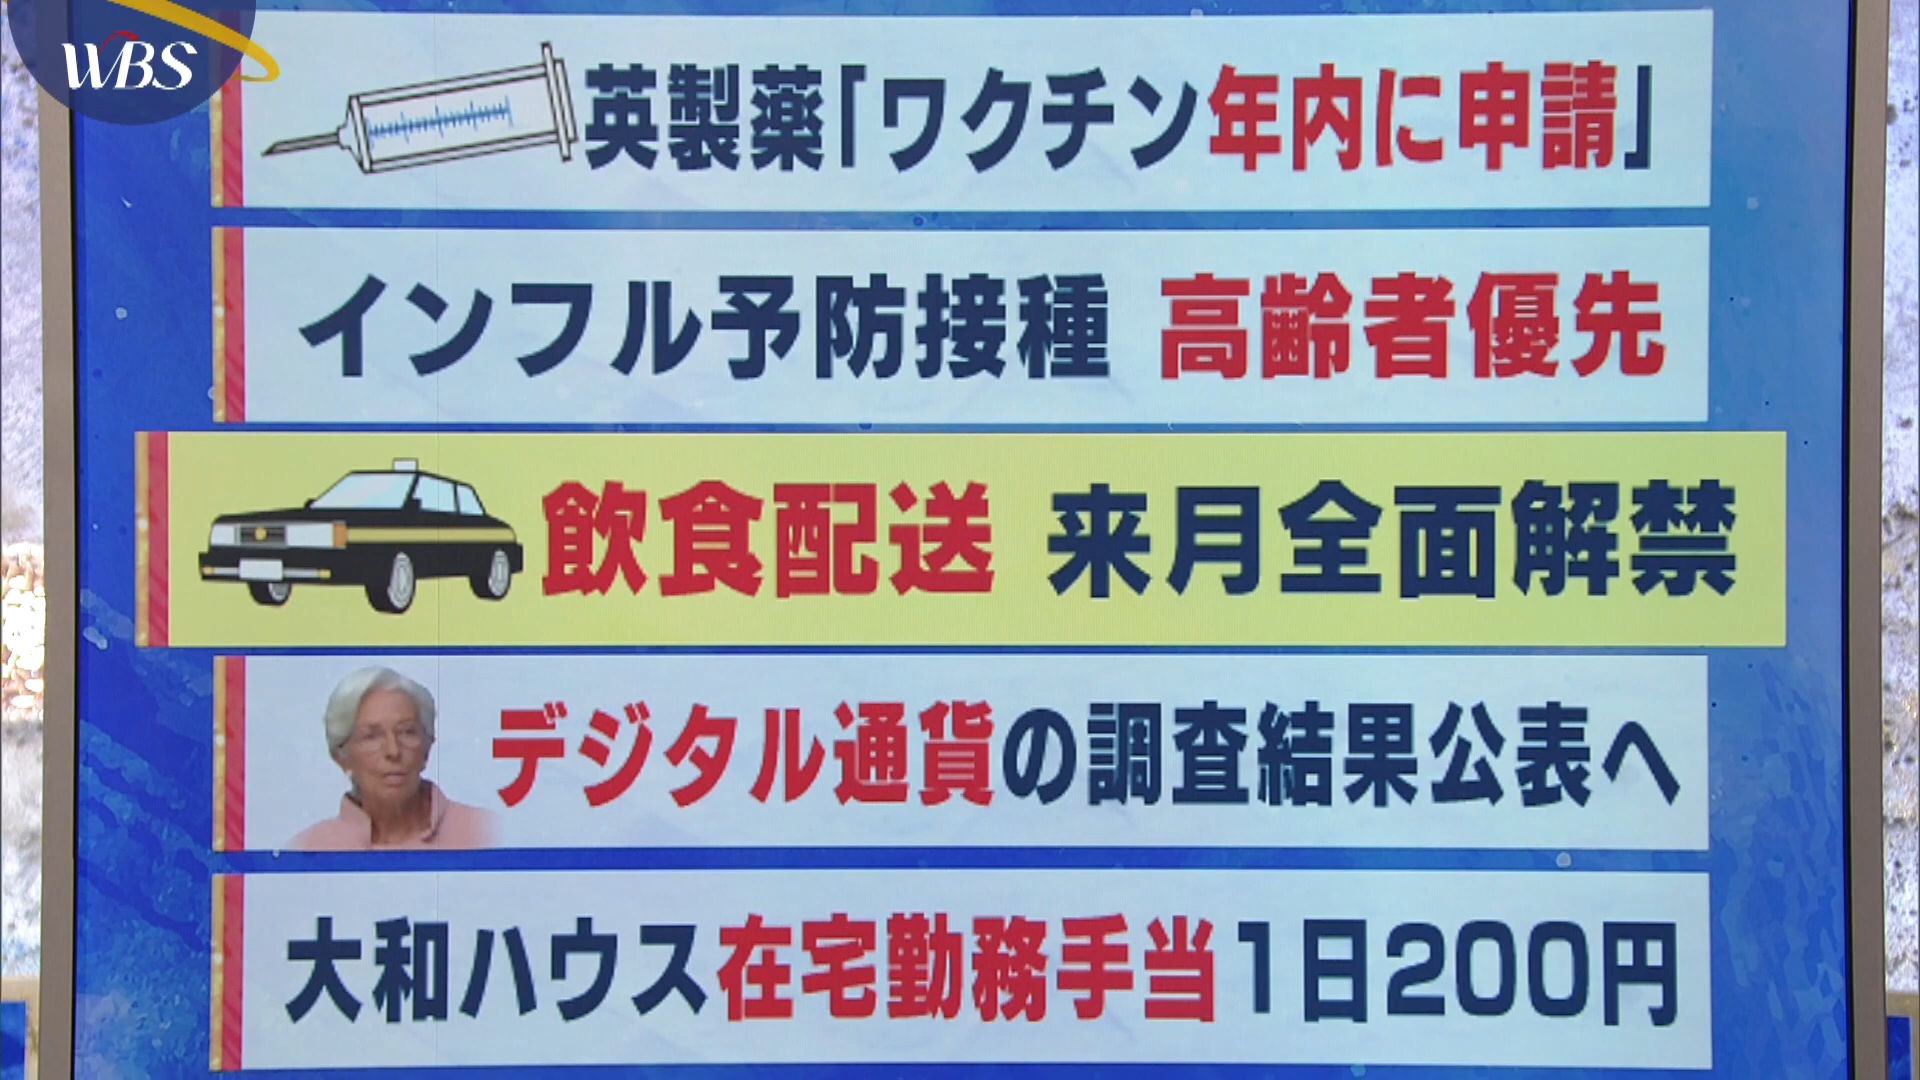 WBS
英製薬「ワクチン年内に申請」
インフル予防接種 高齢者優先
飲食配送 来月全面解禁
デジタル通貨の調査結果公表へ
大和ハウス在宅勤務手当1日200円